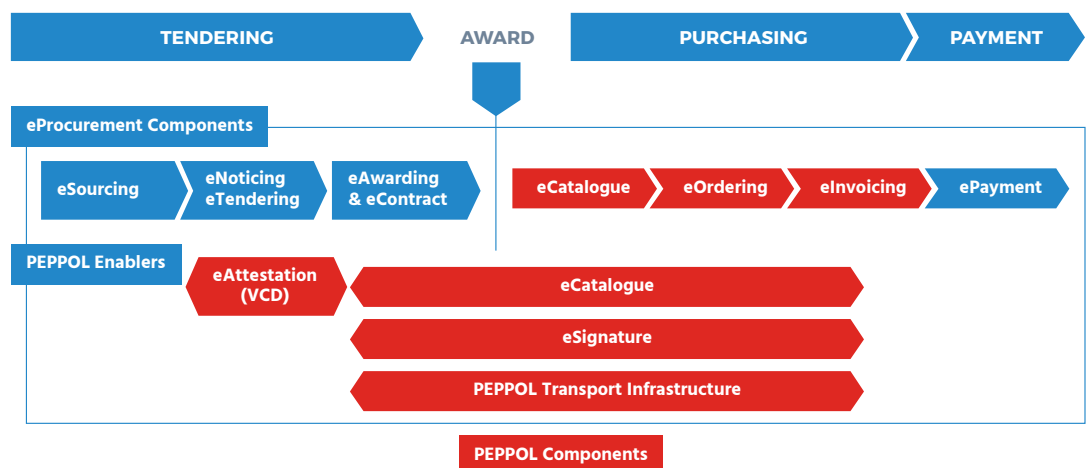 TENDERING
AWARD
PURCHASING
PAYMENT
eProcurement Components
eSourcing
eNoticing
eTendering
eAwarding
& eContract
eCatalogue
eOrdering
eInvoicing
ePayment
PEPPOL Enablers
eAttestation
(VCD)
eCatalogue
eSignature
PEPPOL Transport Infrastructure
PEPPOL Components